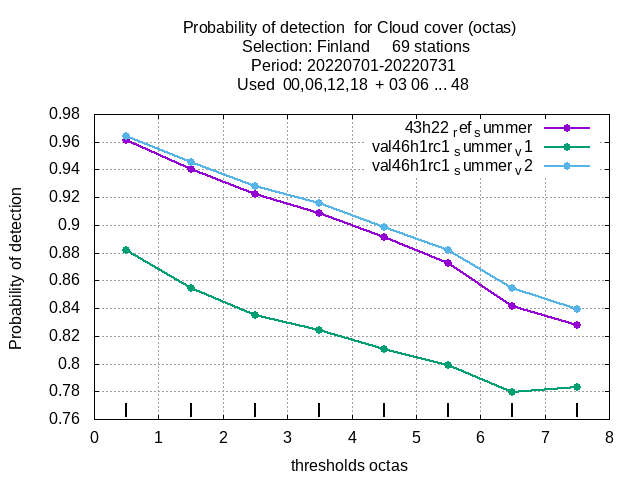 Probability of detection  for Cloud cover (octas)
Selection: Finland     69 stations
Period: 20220701-20220731
Used  00,06,12,18  + 03 06 ... 48
43h22 ref summer
val46h1rc1 summer v 1
val46h1rc1 summer v 2
0.98
0.96
0.94
0.92
0.9
0.88
0.86
0.84
0.82
0.8
0.78
0.76
Probability of detection
0 1 2 3 4 5 6 7 8
thresholds octas